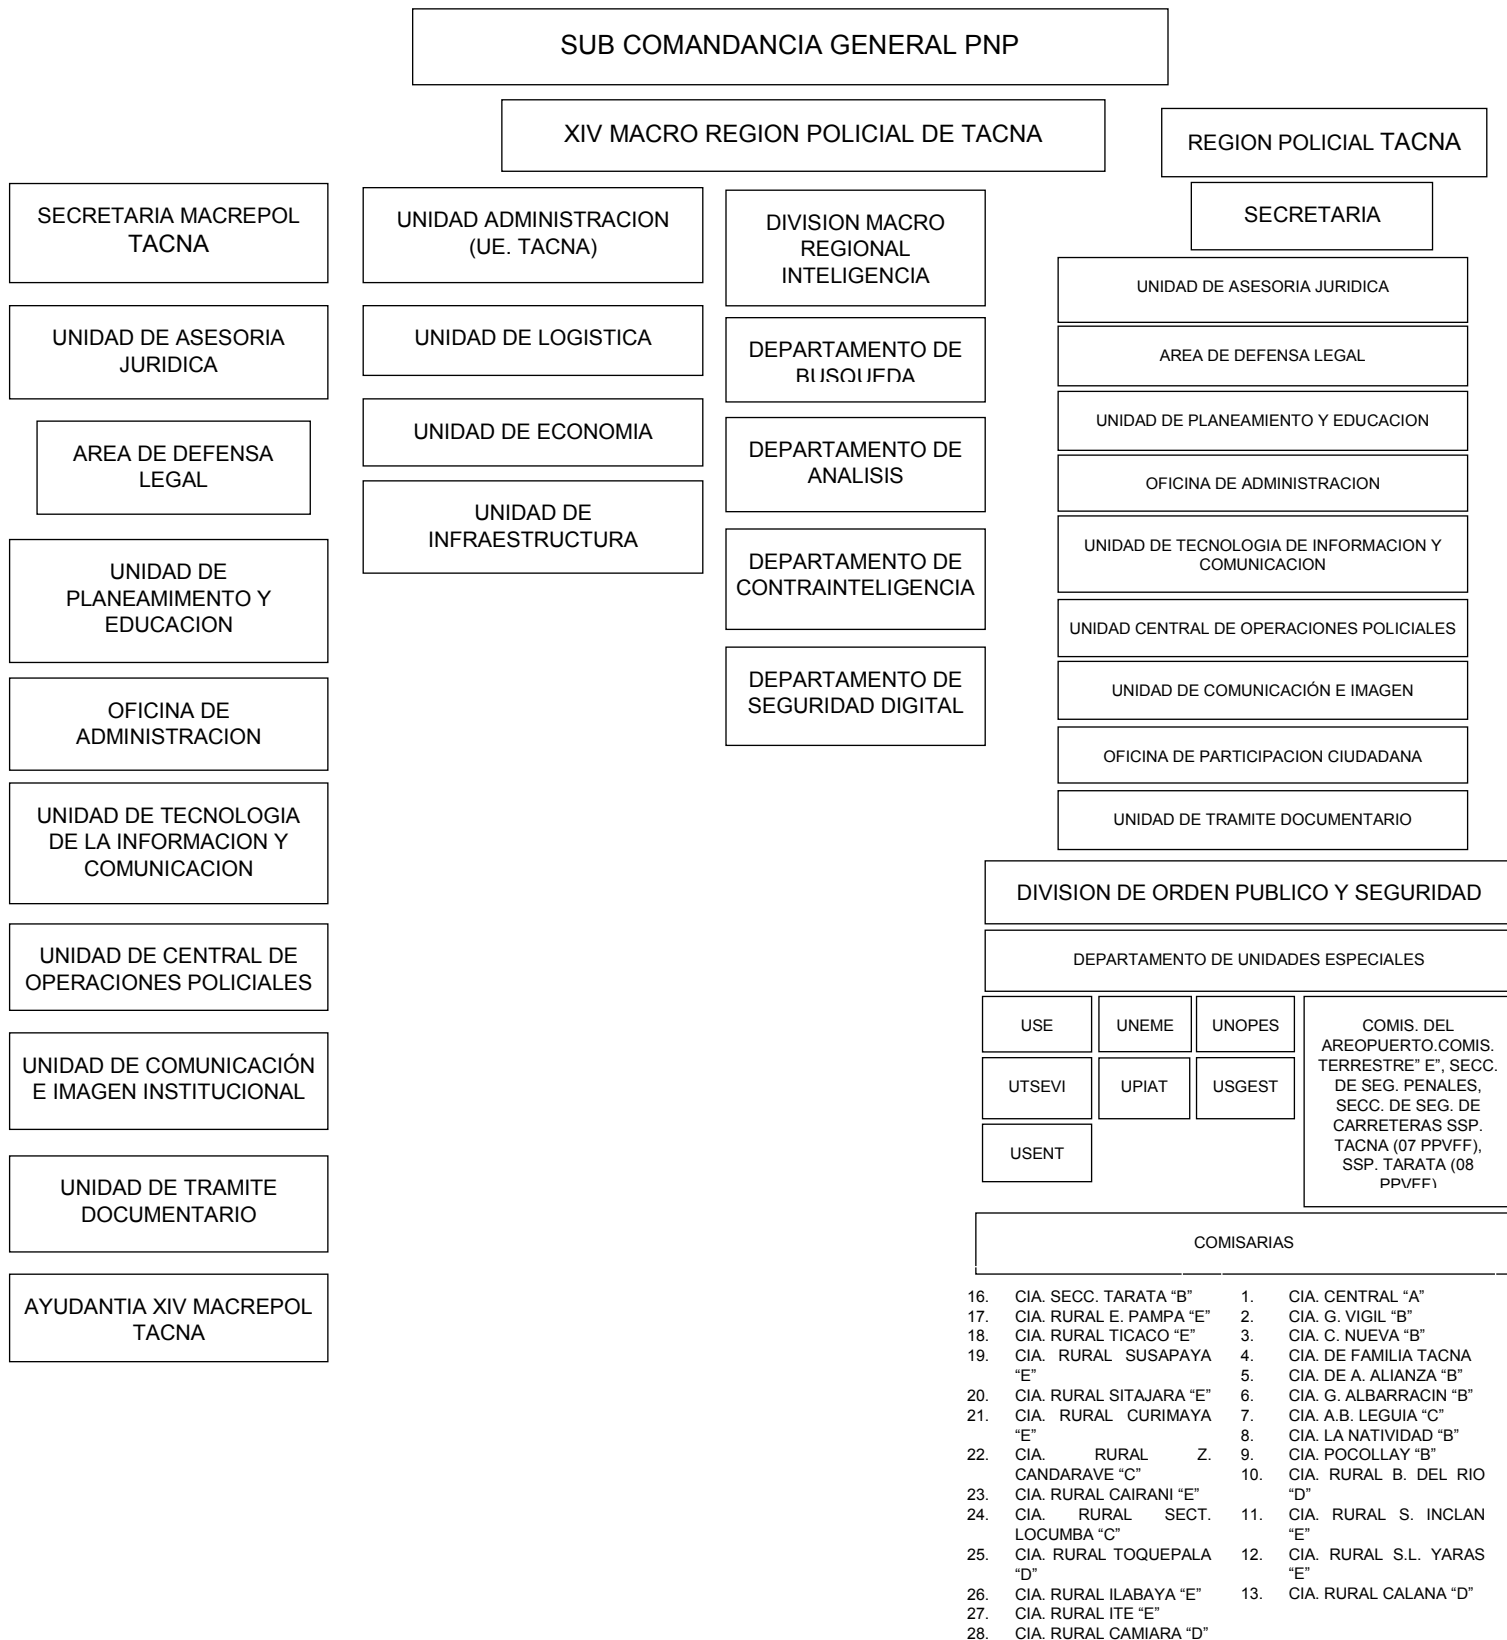 SUB COMANDANCIA GENERAL PNP
XIV MACRO REGION POLICIAL DE TACNA
REGION POLICIAL TACNA
SECRETARIA MACREPOL
TACNA
UNIDAD DE ASESORIA
JURIDICA
AREA DE DEFENSA
LEGAL
UNIDAD DE
PLANEAMIMENTO Y
EDUCACION
OFICINA DE
ADMINISTRACION
UNIDAD DE TECNOLOGIA
DE LA INFORMACION Y
COMUNICACION
UNIDAD DE CENTRAL DE
OPERACIONES POLICIALES
UNIDAD DE COMUNICACIÓN
E IMAGEN INSTITUCIONAL
UNIDAD DE TRAMITE
DOCUMENTARIO
AYUDANTIA XIV MACREPOL
TACNA
UNIDAD ADMINISTRACION
(UE. TACNA)
UNIDAD DE LOGISTICA
UNIDAD DE ECONOMIA
UNIDAD DE
INFRAESTRUCTURA
DIVISION MACRO
REGIONAL
INTELIGENCIA
DEPARTAMENTO DE
BUSQUEDA
DEPARTAMENTO DE
ANALISIS
DEPARTAMENTO DE
CONTRAINTELIGENCIA
DEPARTAMENTO DE
SEGURIDAD DIGITAL
SECRETARIA
UNIDAD DE ASESORIA JURIDICA
AREA DE DEFENSA LEGAL
UNIDAD DE PLANEAMIENTO Y EDUCACION
OFICINA DE ADMINISTRACION
UNIDAD DE TECNOLOGIA DE INFORMACION Y
COMUNICACION
UNIDAD CENTRAL DE OPERACIONES POLICIALES
UNIDAD DE COMUNICACIÓN E IMAGEN
OFICINA DE PARTICIPACION CIUDADANA
UNIDAD DE TRAMITE DOCUMENTARIO
DIVISION DE ORDEN PUBLICO Y SEGURIDAD
DEPARTAMENTO DE UNIDADES ESPECIALES
USE
UNEME
UNOPES
UTSEVI
UPIAT
USGEST
USENT
COMIS. DEL
AREOPUERTO.COMIS.
TERRESTRE” E”, SECC.
DE SEG. PENALES,
SECC. DE SEG. DE
CARRETERAS SSP.
TACNA (07 PPVFF),
SSP. TARATA (08
PPVFF)
COMISARIAS
16. CIA. SECC. TARATA “B”
17. CIA. RURAL E. PAMPA “E”
18. CIA. RURAL TICACO “E”
19. CIA. RURAL SUSAPAYA
“E”
20. CIA. RURAL SITAJARA “E”
21. CIA. RURAL CURIMAYA
“E”
22. CIA. RURAL Z.
CANDARAVE “C”
23. CIA. RURAL CAIRANI “E”
24. CIA. RURAL SECT.
LOCUMBA “C”
25. CIA. RURAL TOQUEPALA
“D”
26. CIA. RURAL ILABAYA “E”
27. CIA. RURAL ITE “E”
28. CIA. RURAL CAMIARA “D”
1. CIA. CENTRAL “A”
2. CIA. G. VIGIL “B”
3. CIA. C. NUEVA “B”
4. CIA. DE FAMILIA TACNA
5. CIA. DE A. ALIANZA “B”
6. CIA. G. ALBARRACIN “B”
7. CIA. A.B. LEGUIA “C”
8. CIA. LA NATIVIDAD “B”
9. CIA. POCOLLAY “B”
10. CIA. RURAL B. DEL RIO
“D”
11. CIA. RURAL S. INCLAN
“E”
12. CIA. RURAL S.L. YARAS
“E”
13. CIA. RURAL CALANA “D”